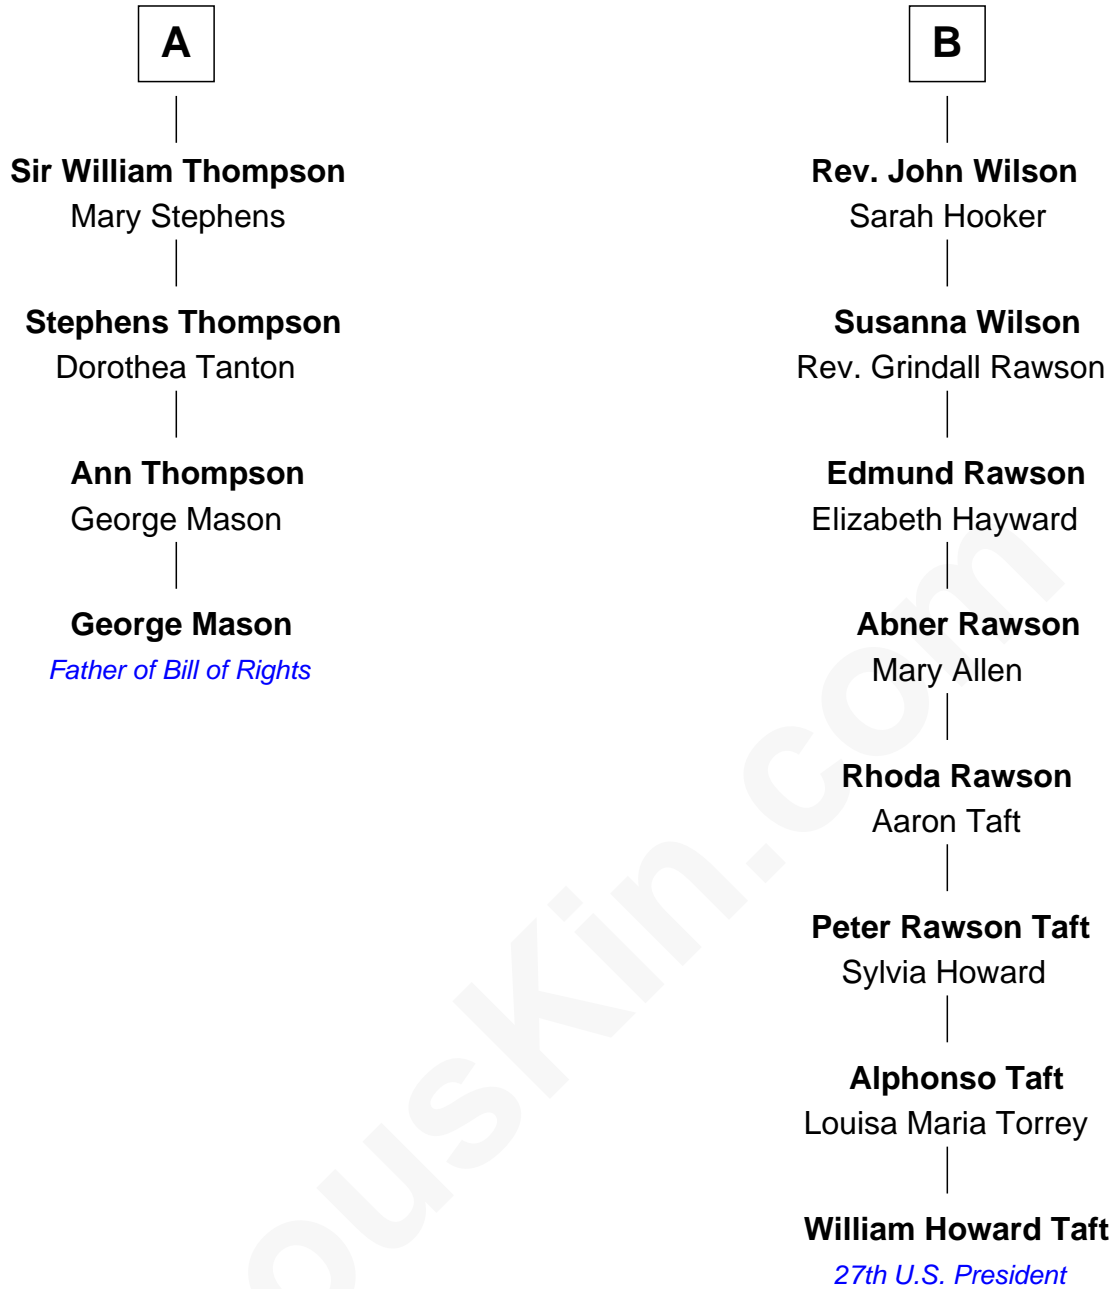 A
Sir William Thompson
Mary Stephens
Stephens Thompson
Dorothea Tanton
Ann Thompson
George Mason
George Mason
Father of Bill of Rights
B
Rev. John Wilson
Sarah Hooker
Susanna Wilson
Rev. Grindall Rawson
Edmund Rawson
Elizabeth Hayward
Abner Rawson
Mary Allen
Rhoda Rawson
Aaron Taft
Peter Rawson Taft
Sylvia Howard
Alphonso Taft
Louisa Maria Torrey
William Howard Taft
27th U.S. President
ousKin.com